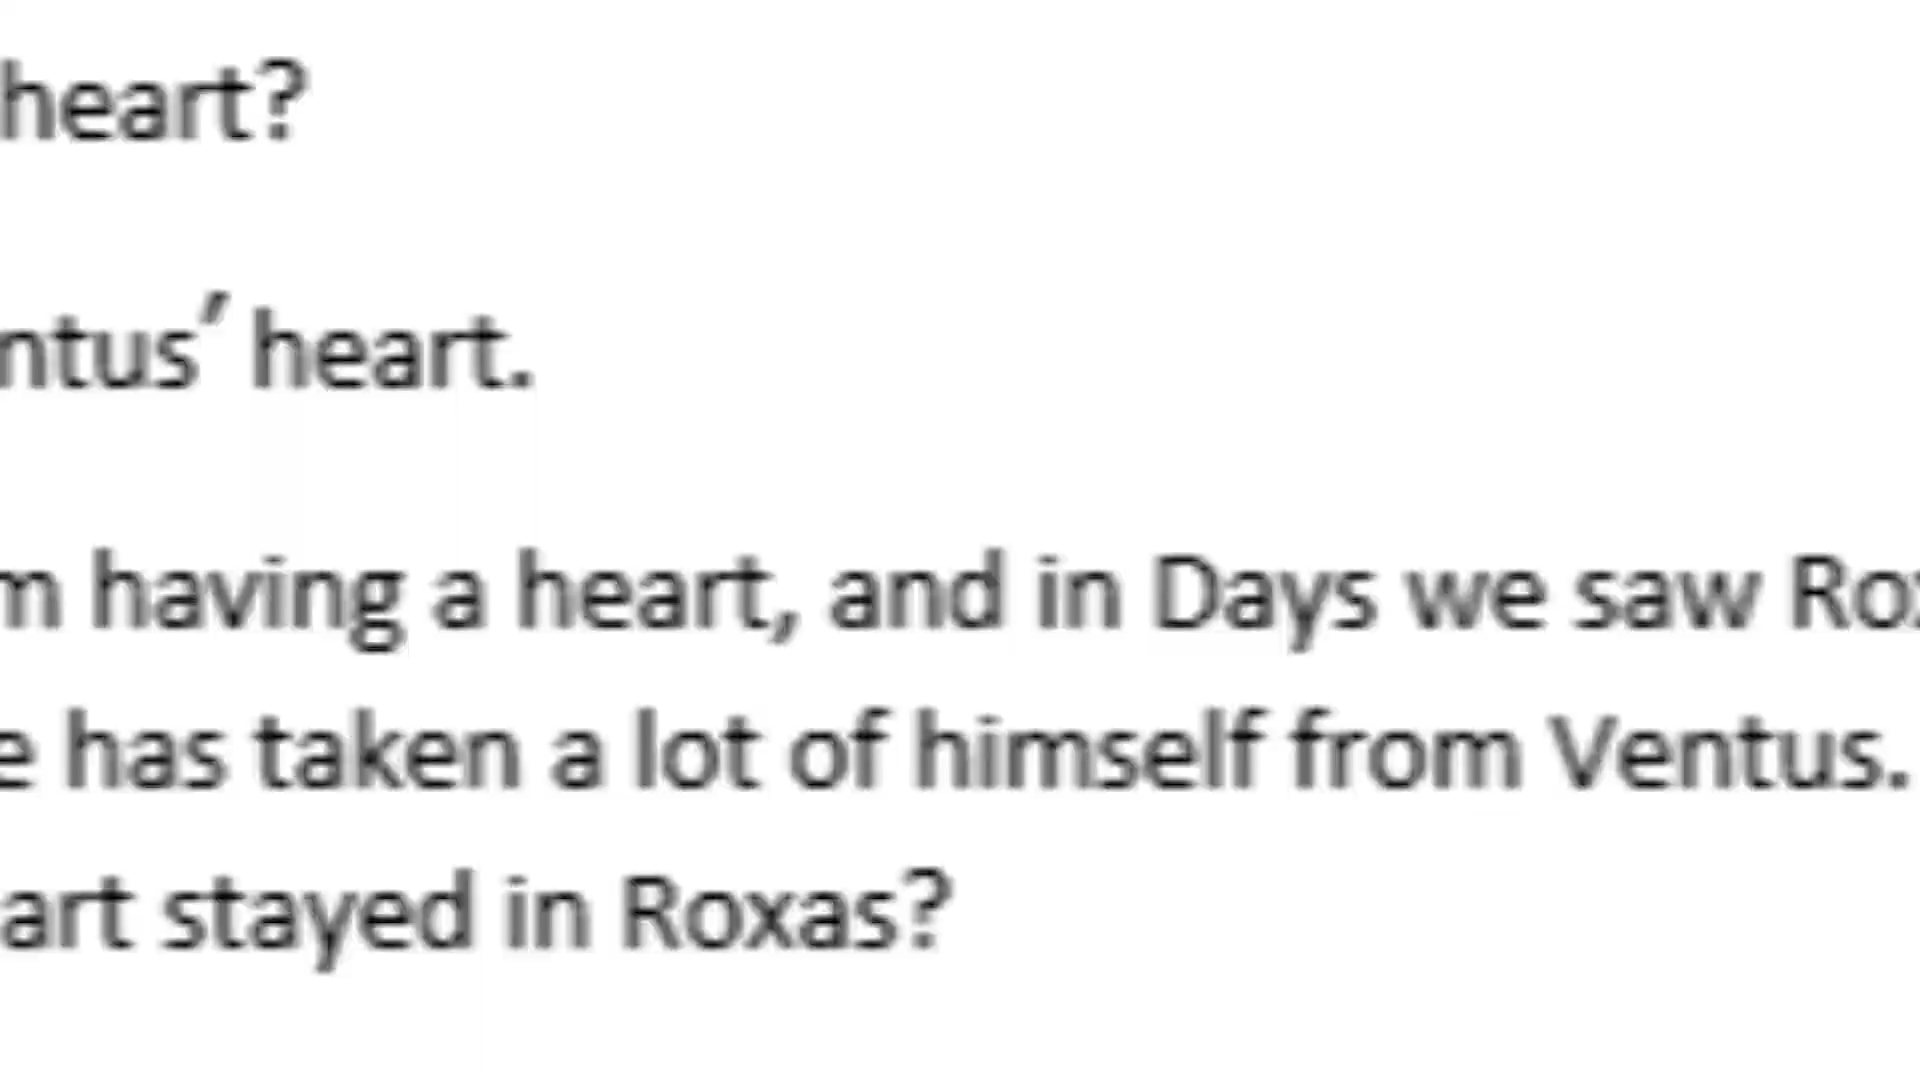 heart?
ntus’ heart.
m having a heart, and in Days we saw Rox
e has taken a lot of himself from Ventus.
art stayed in Roxas?